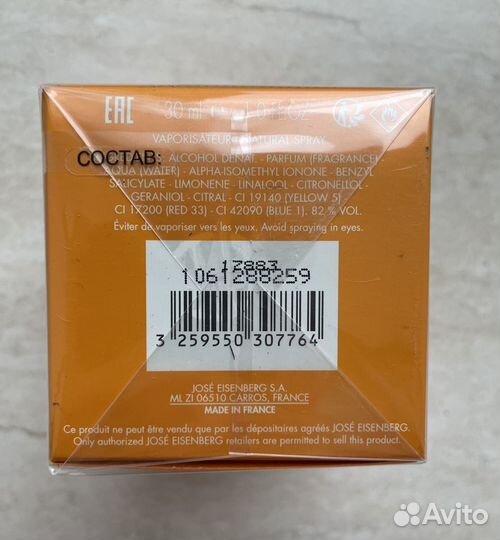 EAC 30 ml 1.0 fl.oz.
VAPORISATEUR NATURAL SPRAY
СОСТАВ: ALCOHOL DENAT. - PARFUM (FRAGRANCE) -
AQUA (WATER) - ALPHA-ISOMETHYL IONONE - BENZYL
SALICYLATE - LIMONENE - LINALOOL - CITRONELLOL -
GERANIOL - CITRAL - CI 19140 (YELLOW 5)
CI 17200 (RED 33) - CI 42090 (BLUE 1). 82 % VOL.
Éviter de vaporiser vers les yeux. Avoid spraying in eyes.
17883
1061288259
3 259550 307764
JOSÉ EISENBERG S.A.
ML ZI 06510 CARROS, FRANCE
MADE IN FRANCE
Ce produit ne peut être vendu que par les dépositaires agréés JOSÉ EISENBERG.
Only authorized JOSÉ EISENBERG retailers are permitted to sell this product.
Avito